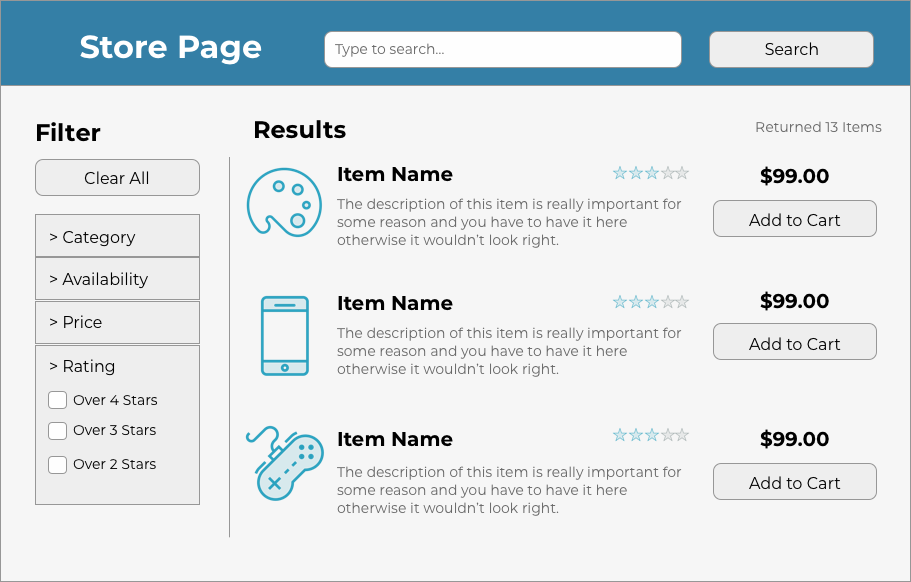 Store Page
Type to search...
Search
Filter
Clear All
> Category
> Availability
> Price
> Rating
Over 4 Stars
Over 3 Stars
Over 2 Stars
Results
Returned 13 Items
Item Name
The description of this item is really important for
some reason and you have to have it here
otherwise it wouldn't look right.
$99.00
Add to Cart
Item Name
The description of this item is really important for
some reason and you have to have it here
otherwise it wouldn't look right.
$99.00
Add to Cart
Item Name
The description of this item is really important for
some reason and you have to have it here
otherwise it wouldn't look right.
$99.00
Add to Cart